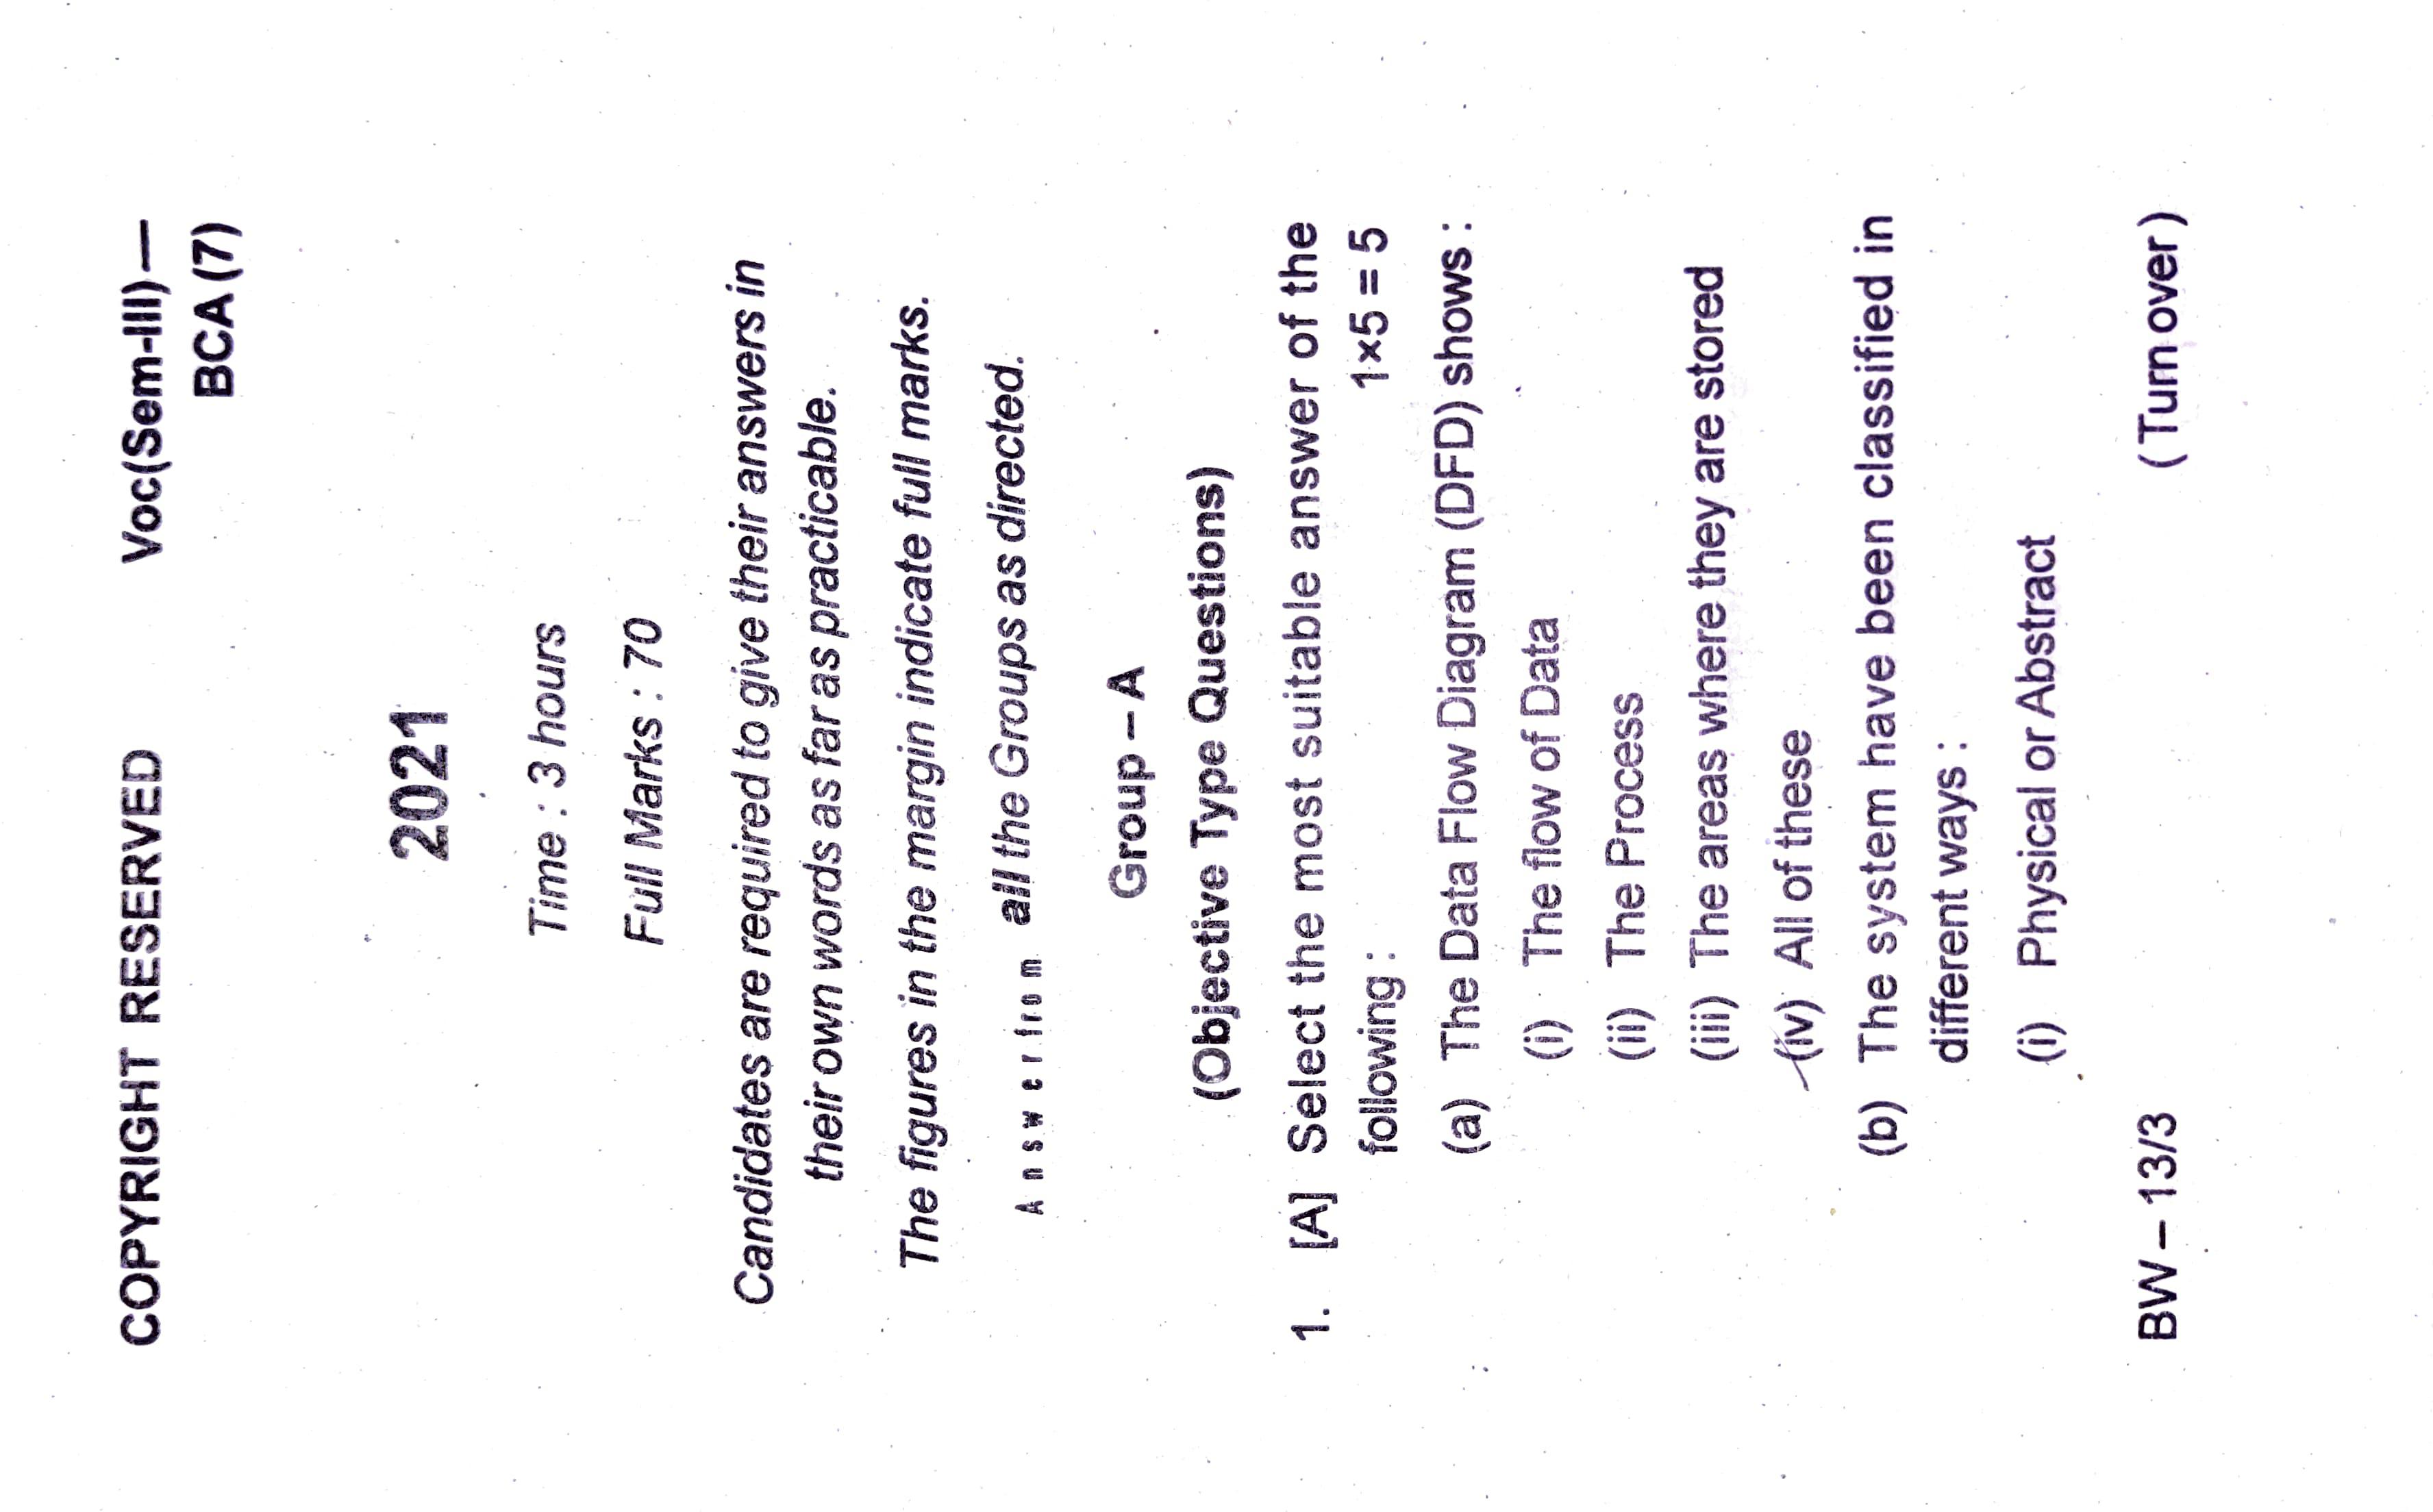 COPYRIGHT RESERVED Voc(Sem-III)—
BCA (7)
2021
Time : 3 hours
Full Marks : 70
Candidates are required to give their answers in
their own words as far as practicable.
The figures in the margin indicate full marks.
Answer from all the Groups as directed.
Group – A
(Objective Type Questions)
1. [A] Select the most suitable answer of the
following : 1×5 = 5
(a) The Data Flow Diagram (DFD) shows :
(i) The flow of Data
(ii) The Process
(iii) The areas where they are stored
(iv) All of these
(b) The system have been classified in
different ways :
(i) Physical or Abstract
BW – 13/3 (Turn over)